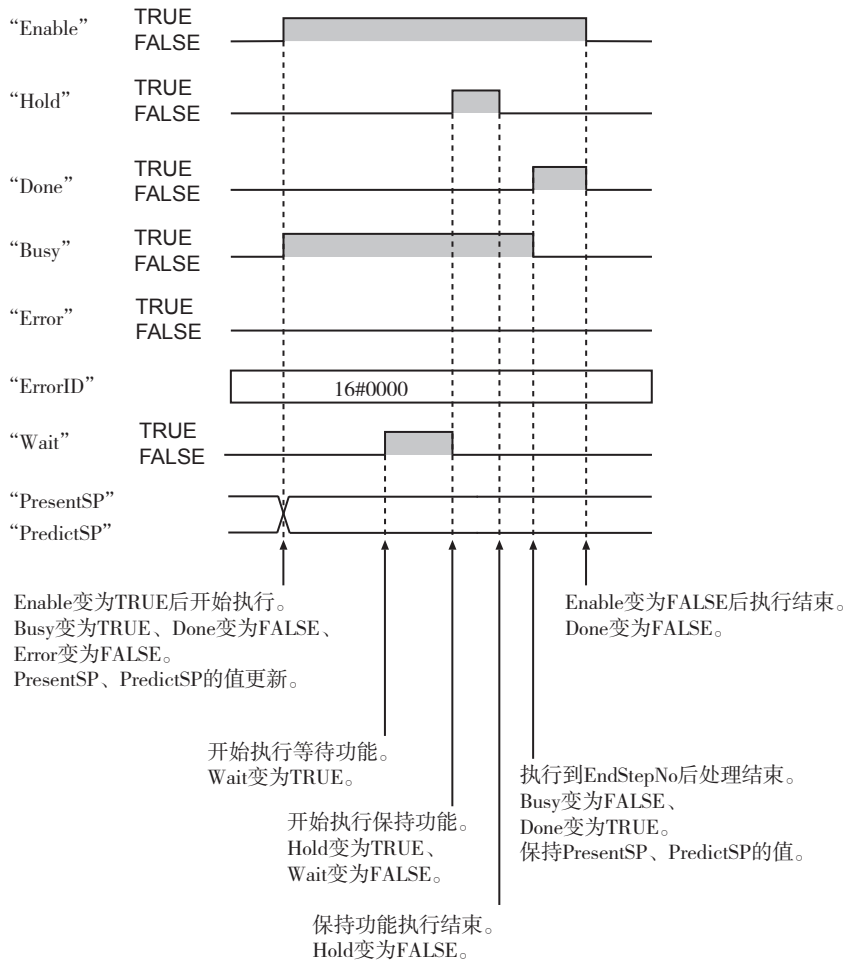 “Enable” TRUE
FALSE
“Hold” TRUE
FALSE
“Done” TRUE
FALSE
“Busy” TRUE
FALSE
“Error” TRUE
FALSE
“ErrorID” 16#0000
“Wait” TRUE
FALSE
“PresentSP”
“PredictSP”
Enable变为TRUE后开始执行。
Busy变为TRUE、Done变为FALSE、
Error变为FALSE。
PresentSP、PredictSP的值更新。
Enable变为FALSE后执行结束。
Done变为FALSE。
开始执行等待功能。
Wait变为TRUE。
执行到EndStepNo后处理结束。
Busy变为FALSE、
Done变为TRUE。
保持PresentSP、PredictSP的值。
开始执行保持功能。
Hold变为TRUE、
Wait变为FALSE。
保持功能执行结束。
Hold变为FALSE。